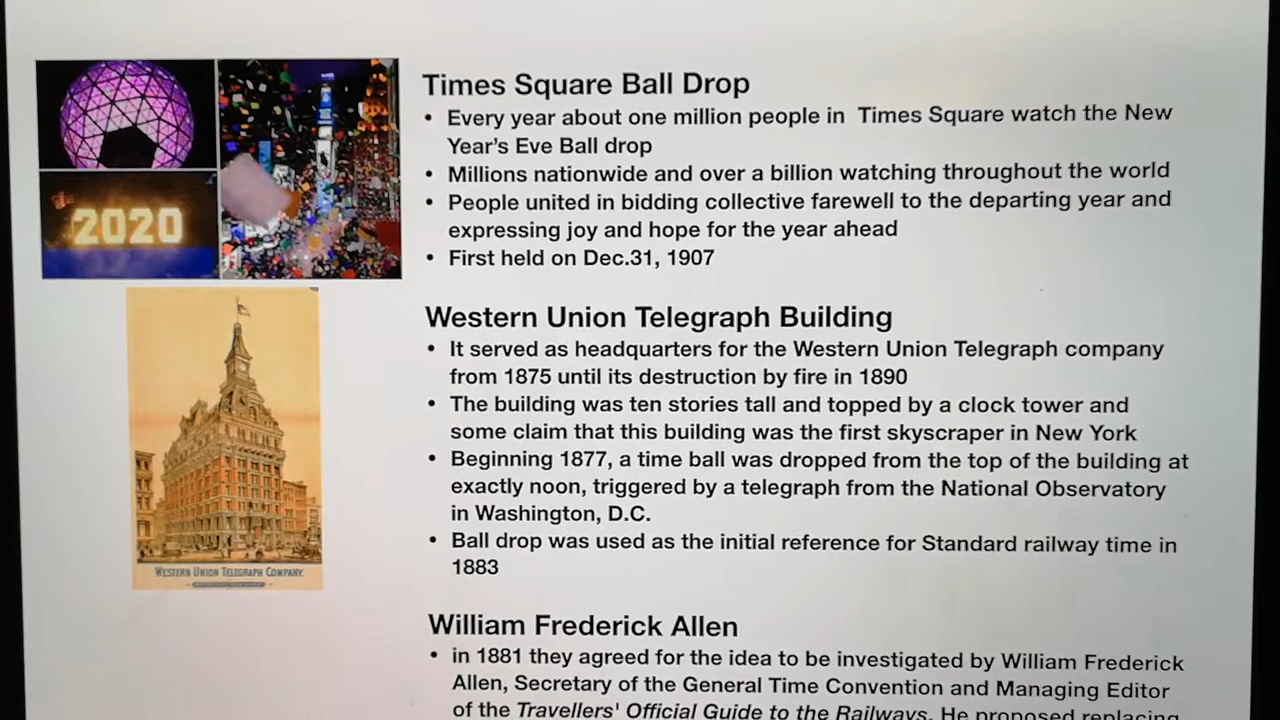 2020
Times Square Ball Drop
• Every year about one million people in Times Square watch the New
Year's Eve Ball drop
• Millions nationwide and over a billion watching throughout the world
• People united in bidding collective farewell to the departing year and
expressing joy and hope for the year ahead
• First held on Dec.31, 1907
WESTERN UNION TELEGRAPH COMPANY.
Western Union Telegraph Building
• It served as headquarters for the Western Union Telegraph company
from 1875 until its destruction by fire in 1890
• The building was ten stories tall and topped by a clock tower and
some claim that this building was the first skyscraper in New York
• Beginning 1877, a time ball was dropped from the top of the building at
exactly noon, triggered by a telegraph from the National Observatory
in Washington, D.C.
• Ball drop was used as the initial reference for Standard railway time in
1883
William Frederick Allen
• in 1881 they agreed for the idea to be investigated by William Frederick
Allen, Secretary of the General Time Convention and Managing Editor
of the Travellers' Official Guide to the Railways. He proposed replacing